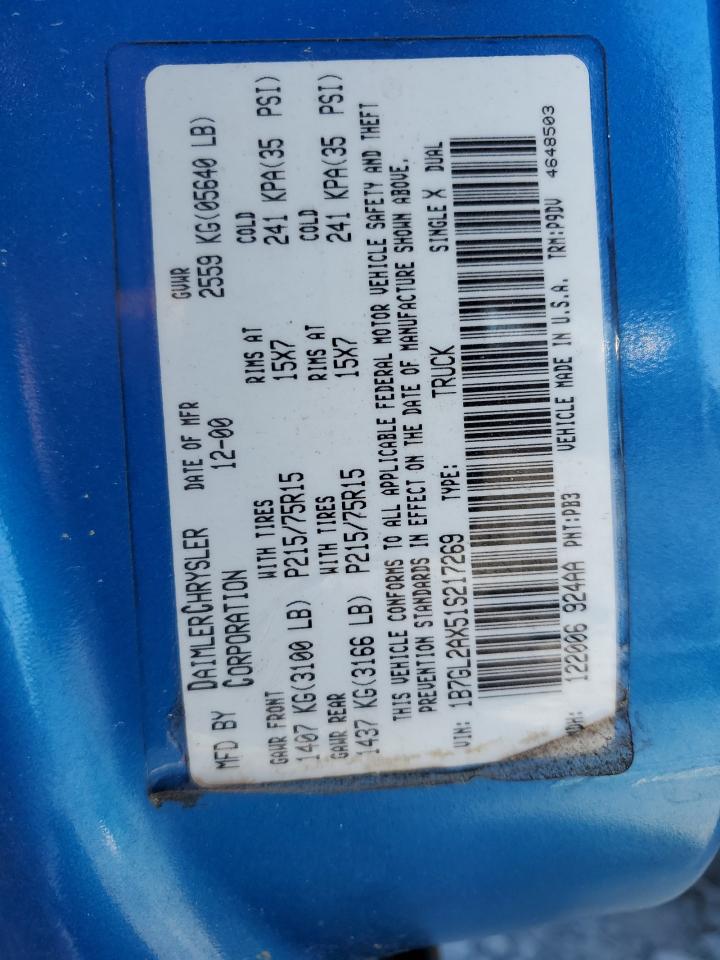 MFD BY DAIMLERCHRYSLER CORPORATION DATE OF MFR 12-00 GVWR 2559 KG(05640 LB)
GAWR FRONT WITH TIRES RIMS AT COLD
1407 KG(3100 LB) P215/75R15 15X7 241 KPA(35 PSI)
GAWR REAR WITH TIRES RIMS AT COLD
1437 KG(3166 LB) P215/75R15 15X7 241 KPA(35 PSI)
THIS VEHICLE CONFORMS TO ALL APPLICABLE FEDERAL MOTOR VEHICLE SAFETY AND THEFT
PREVENTION STANDARDS IN EFFECT ON THE DATE OF MANUFACTURE SHOWN ABOVE.
VIN: 1B7GL2AX51S217269 TYPE: TRUCK SINGLE X DUAL
MDH: 122006 924AA PNT:PB3 VEHICLE MADE IN U.S.A. TRM:P9DV 4648503